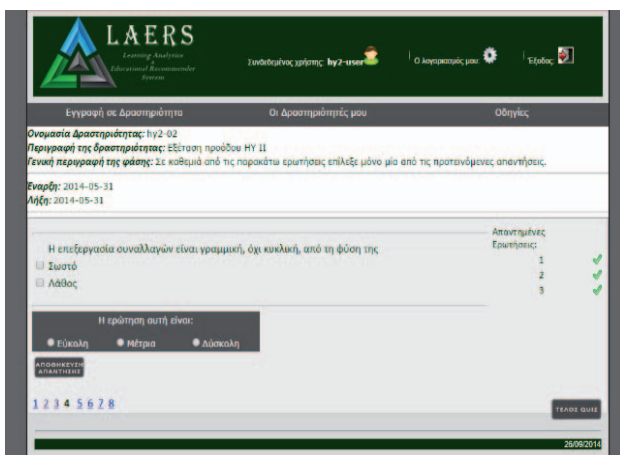 LAERS
Learning Analytics
&
Educational Recommender
System
Συνδεδεμένος χρήστης: hy2-user
Ο λογαριασμός μου:
Έξοδος:
Εγγραφή σε Δραστηριότητα
Οι Δραστηριότητές μου
Οδηγίες
Ονομασία Δραστηριότητας: hy2-02
Περιγραφή της δραστηριότητας: Εξέταση προόδου ΗΥ ΙΙ
Γενική περιγραφή της φάσης: Σε καθεμιά από τις παρακάτω ερωτήσεις επίλεξε μόνο μία από τις προτεινόμενες απαντήσεις.
Έναρξη: 2014-05-31
Λήξη: 2014-05-31
Η επεξεργασία συναλλαγών είναι γραμμική, όχι κυκλική, από τη φύση της
Σωστό
Λάθος
Απαντημένες
Ερωτήσεις:
1
2
3
Η ερώτηση αυτή είναι:
Εύκολη Μέτρια Δύσκολη
ΑΠΟΘΗΚΕΥΣΗ
ΑΠΑΝΤΗΣΗΣ
1 2 3 4 5 6 7 8
ΤΕΛΟΣ QUIZ
26/09/2014